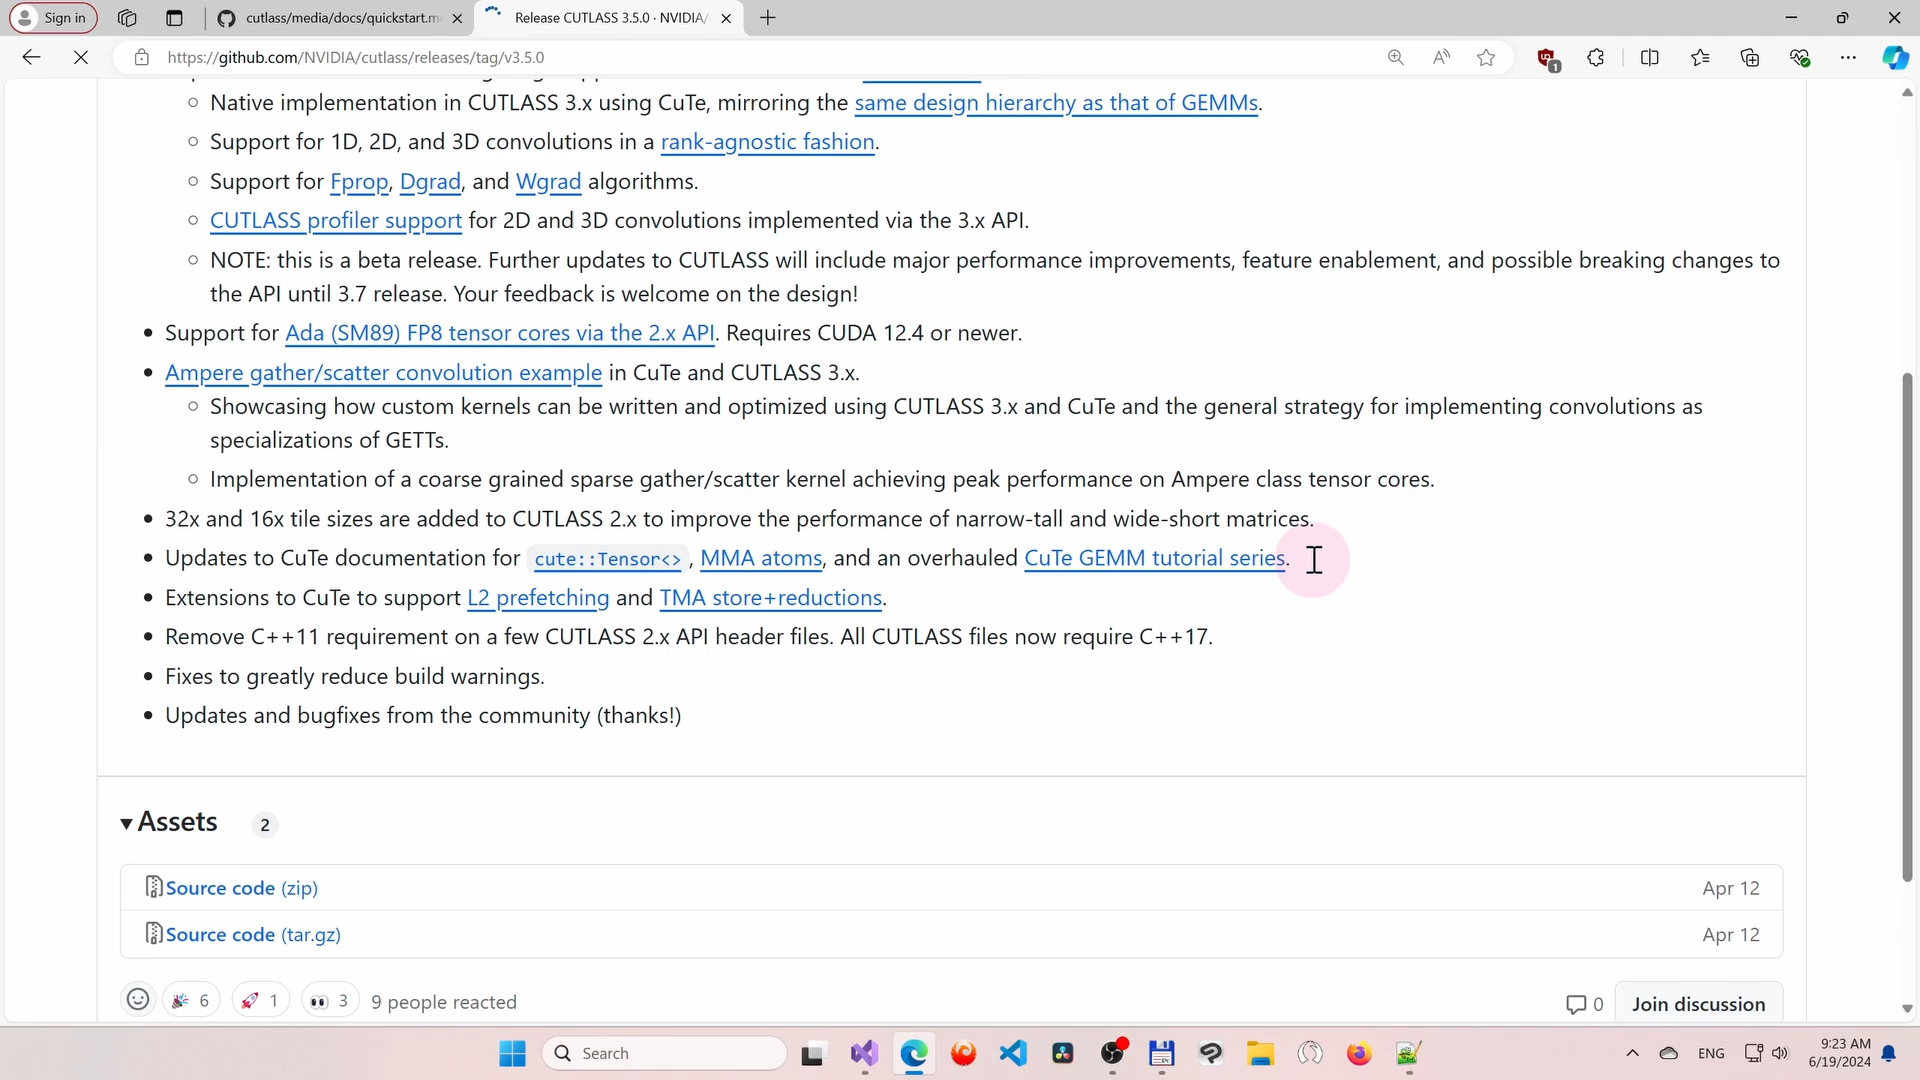 Sign in
cutlass/media/docs/quickstart.m
Release CUTLASS 3.5.0 · NVIDIA/
https://github.com/NVIDIA/cutlass/releases/tag/v3.5.0
1
Native implementation in CUTLASS 3.x using CuTe, mirroring the same design hierarchy as that of GEMMs.
Support for 1D, 2D, and 3D convolutions in a rank-agnostic fashion.
Support for Fprop, Dgrad, and Wgrad algorithms.
CUTLASS profiler support for 2D and 3D convolutions implemented via the 3.x API.
NOTE: this is a beta release. Further updates to CUTLASS will include major performance improvements, feature enablement, and possible breaking changes to
the API until 3.7 release. Your feedback is welcome on the design!
Support for Ada (SM89) FP8 tensor cores via the 2.x API. Requires CUDA 12.4 or newer.
Ampere gather/scatter convolution example in CuTe and CUTLASS 3.x.
Showcasing how custom kernels can be written and optimized using CUTLASS 3.x and CuTe and the general strategy for implementing convolutions as
specializations of GETTs.
Implementation of a coarse grained sparse gather/scatter kernel achieving peak performance on Ampere class tensor cores.
32x and 16x tile sizes are added to CUTLASS 2.x to improve the performance of narrow-tall and wide-short matrices.
Updates to CuTe documentation for cute::Tensor<>, MMA atoms, and an overhauled CuTe GEMM tutorial series.
Extensions to CuTe to support L2 prefetching and TMA store+reductions.
Remove C++11 requirement on a few CUTLASS 2.x API header files. All CUTLASS files now require C++17.
Fixes to greatly reduce build warnings.
Updates and bugfixes from the community (thanks!)
Assets 2
Source code (zip) Apr 12
Source code (tar.gz) Apr 12
6 1 3 9 people reacted 0 Join discussion
Search
ENG
9:23 AM
6/19/2024